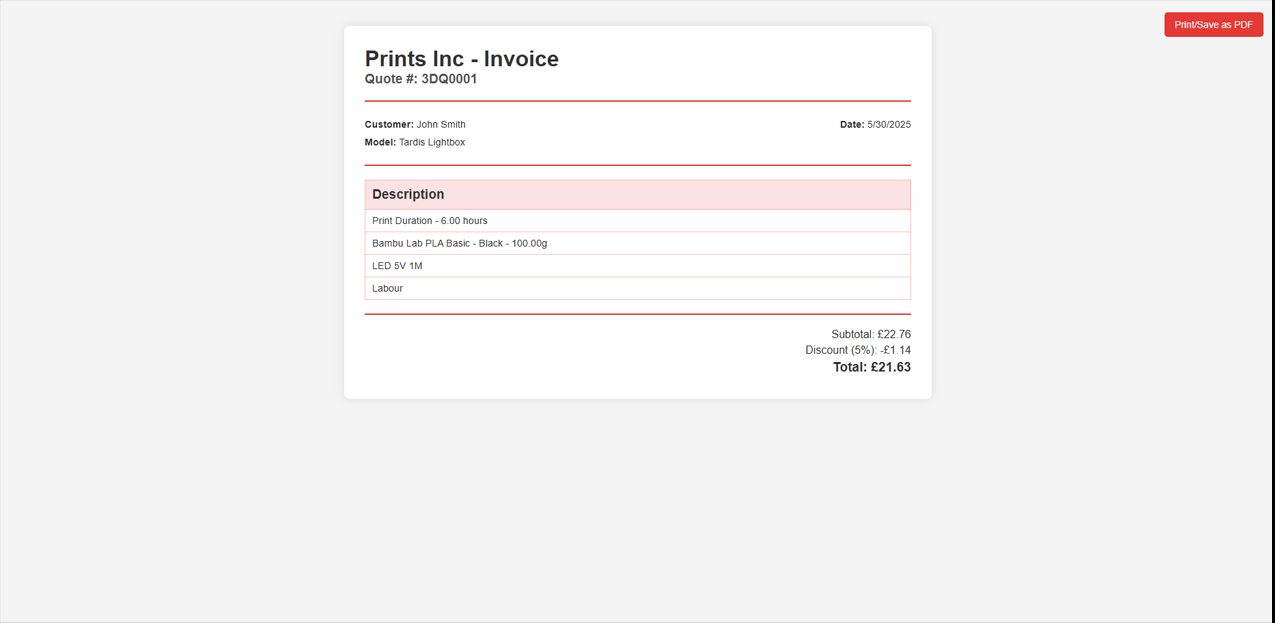 Print/Save as PDF
Prints Inc - Invoice
Quote #: 3DQ0001
Customer: John Smith
Date: 5/30/2025
Model: Tardis Lightbox
Description
Print Duration - 6.00 hours
Bambu Lab PLA Basic - Black - 100.00g
LED 5V 1M
Labour
Subtotal: £22.76
Discount (5%): -£1.14
Total: £21.63